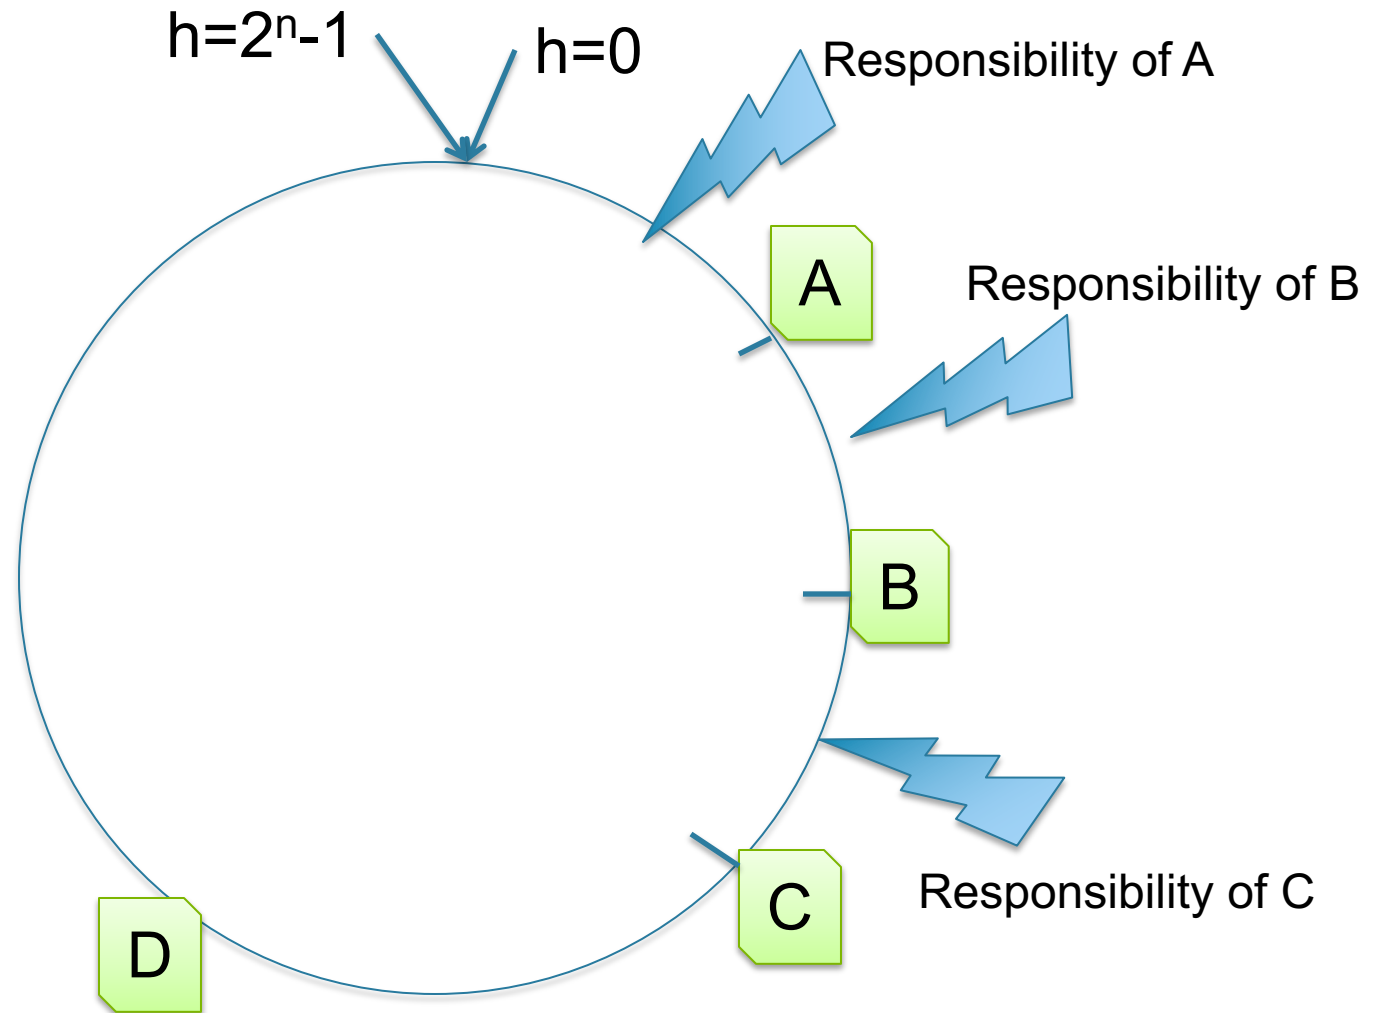 h=2ⁿ-1
h=0
Responsibility of A
A
Responsibility of B
B
Responsibility of C
C
D